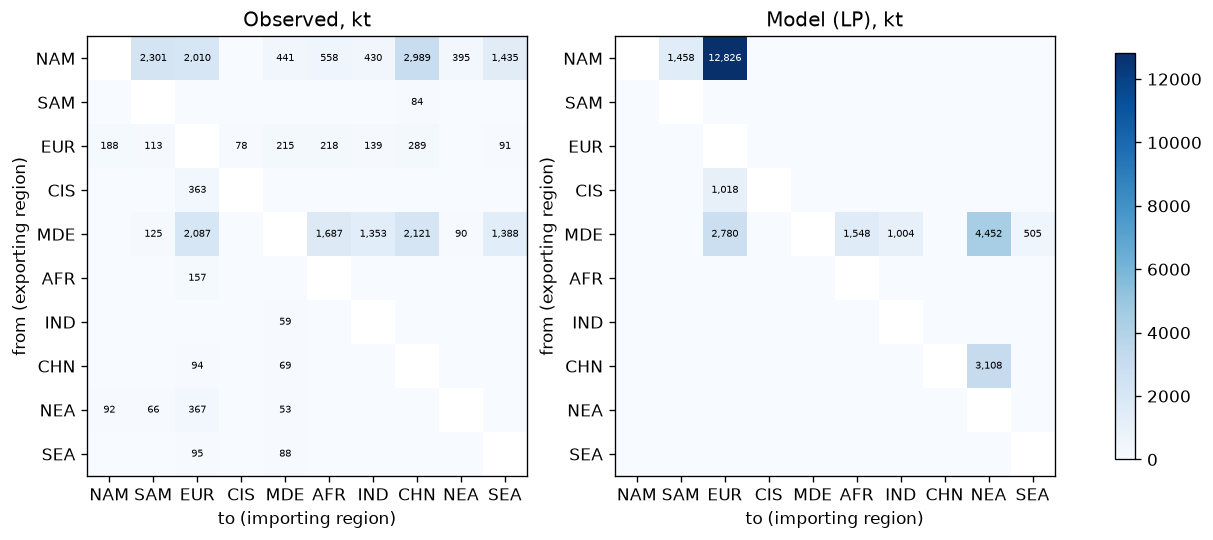 Observed, kt
Model (LP), kt
from (exporting region)
NAM 2,301 2,010 441 558 430 2,989 395 1,435
SAM 84
EUR 188 113 78 215 218 139 289 91
CIS 363
MDE 125 2,087 1,687 1,353 2,121 90 1,388
AFR 157
IND 59
CHN 94 69
NEA 92 66 367 53
SEA 95 88
NAM SAM EUR CIS MDE AFR IND CHN NEA SEA
to (importing region)
from (exporting region)
NAM 1,458 12,826
SAM
EUR
CIS 1,018
MDE 2,780 1,548 1,004 4,452 505
AFR
IND
CHN 3,108
NEA
SEA
NAM SAM EUR CIS MDE AFR IND CHN NEA SEA
to (importing region)
12000
10000
8000
6000
4000
2000
0